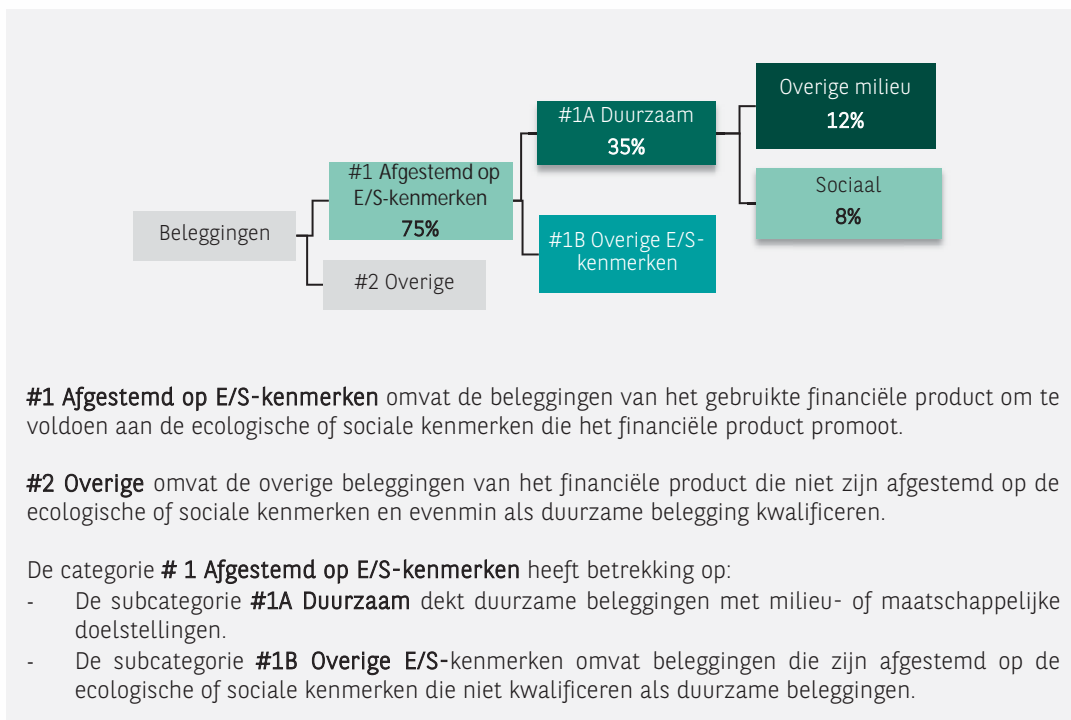 Beleggingen
#1 Afgestemd op
E/S-kenmerken
75%
#2 Overige
#1A Duurzaam
35%
#1B Overige E/S-
kenmerken
Overige milieu
12%
Sociaal
8%
#1 Afgestemd op E/S-kenmerken omvat de beleggingen van het gebruikte financiële product om te
voldoen aan de ecologische of sociale kenmerken die het financiële product promoot.
#2 Overige omvat de overige beleggingen van het financiële product die niet zijn afgestemd op de
ecologische of sociale kenmerken en evenmin als duurzame belegging kwalificeren.
De categorie # 1 Afgestemd op E/S-kenmerken heeft betrekking op:
- De subcategorie #1A Duurzaam dekt duurzame beleggingen met milieu- of maatschappelijke
doelstellingen.
- De subcategorie #1B Overige E/S-kenmerken omvat beleggingen die zijn afgestemd op de
ecologische of sociale kenmerken die niet kwalificeren als duurzame beleggingen.